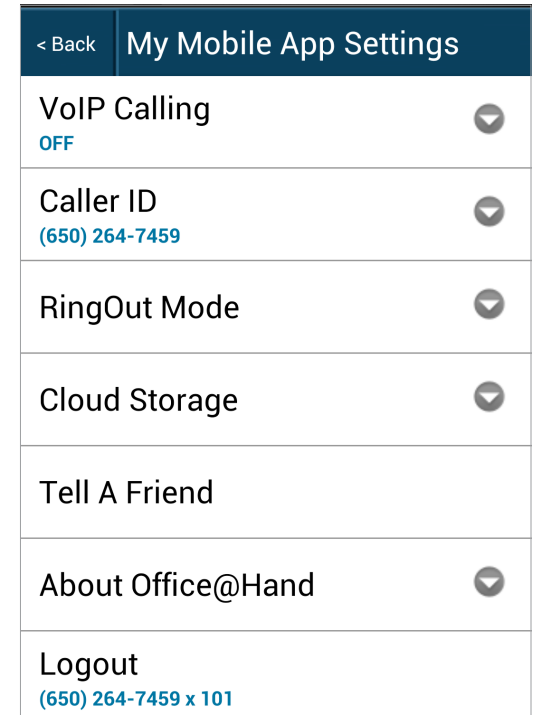 < Back My Mobile App Settings
VoIP Calling
OFF
Caller ID
(650) 264-7459
RingOut Mode
Cloud Storage
Tell A Friend
About Office@Hand
Logout
(650) 264-7459 x 101